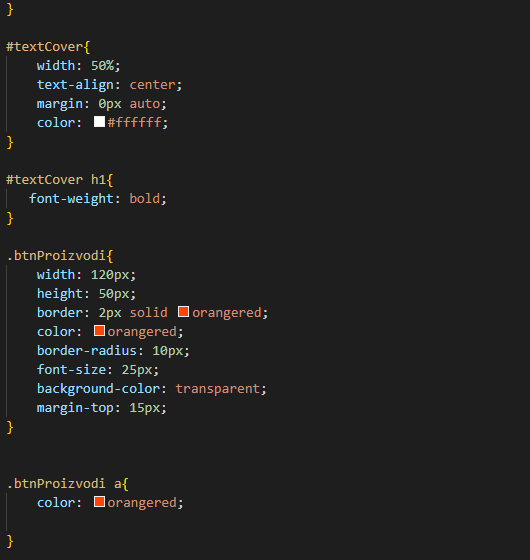 }
#textCover{
    width: 50%;
    text-align: center;
    margin: 0px auto;
    color: #ffffff;
}
#textCover h1{
   font-weight: bold;
}
.btnProizvodi{
    width: 120px;
    height: 50px;
    border: 2px solid orangered;
    color: orangered;
    border-radius: 10px;
    font-size: 25px;
    background-color: transparent;
    margin-top: 15px;
}
.btnProizvodi a{
    color: orangered;
}